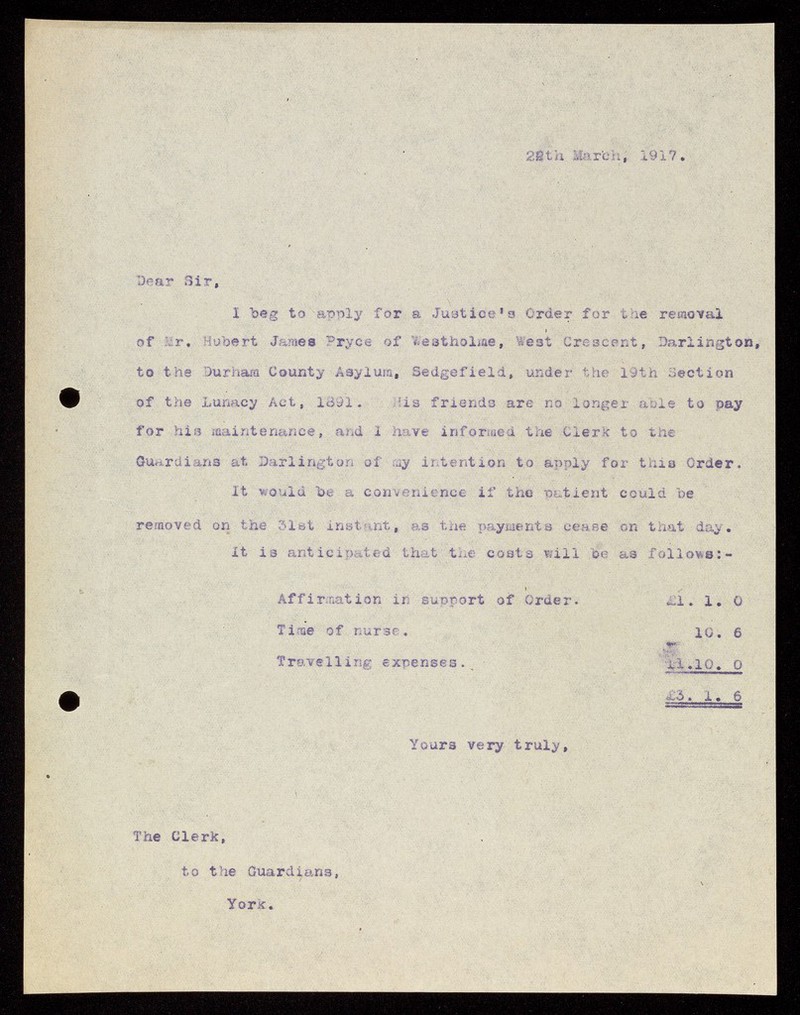 March, 1917.
Dear Sir,
I beg to apply for a Justice's Order for the removal
of Mr. Hubert James Pryce of Westholme, West Crescent, Darlington,
to the Durham County Asylum, Sedgefield, under the 19th Section
of the Lunacy Act, 1891. His friends are no longer able to pay
for his maintenance, and I have informed the Clerk to the
Guardians at Darlington of my intention to apply for this Order.
It would be a convenience if the patient could be
removed on the 31st instant, as the payments cease on that day.
It is anticipated that the costs will be as follows:-
Affirmation in support of Order. £1. 1. 0
Time of nurse. 10. 6
Travelling expenses. 1.10. 0
£3. 1. 6
Yours very truly,
The Clerk,
to the Guardians,
York.